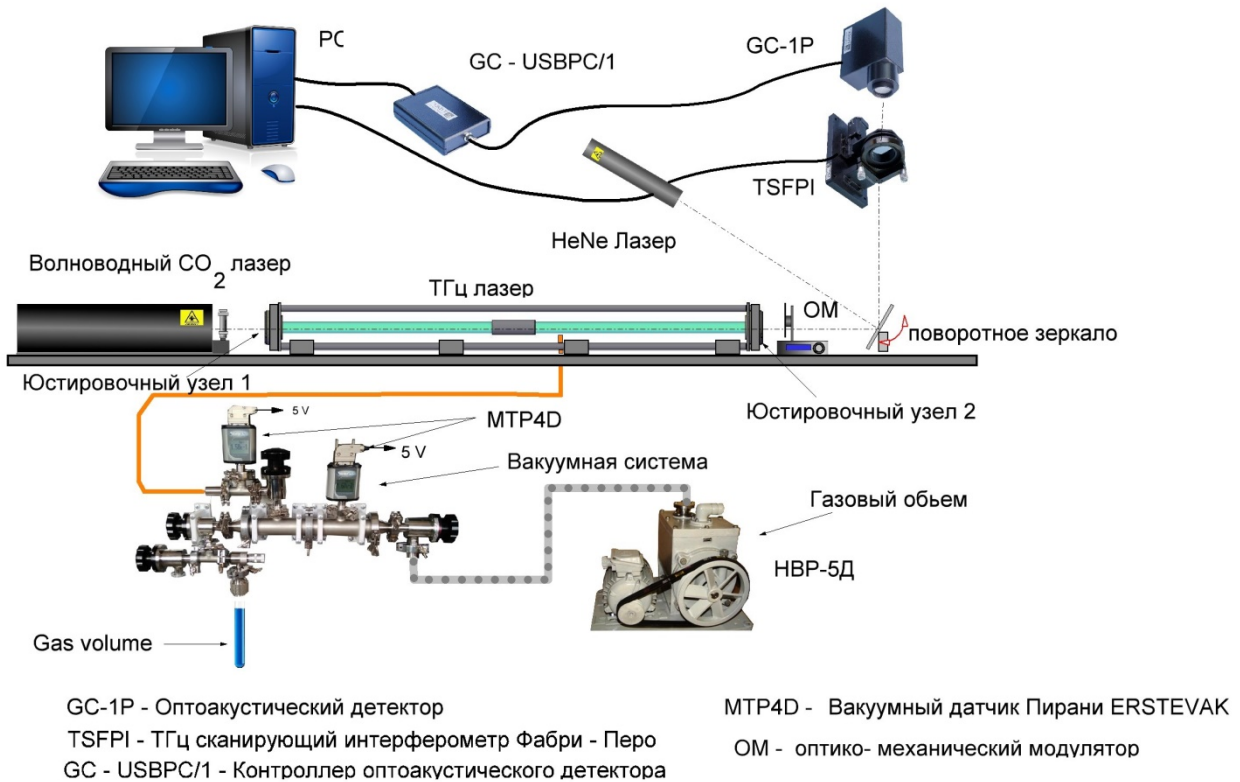 PC
GC - USBPC/1
GC-1P
TSFPI
HeNe Лазер
Волноводный CO2 лазер
ТГц лазер
ОМ
поворотное зеркало
Юстировочный узел 1
Юстировочный узел 2
5 V
MTP4D
5 V
Вакуумная система
Газовый обьем
НВР-5Д
Gas volume
GC-1P - Оптоакустический детектор
TSFPI - ТГц сканирующий интерферометр Фабри - Перо
GC - USBPC/1 - Контроллер оптоакустического детектора
MTP4D - Вакуумный датчик Пирани ERSTEVAK
ОМ - оптико- механический модулятор